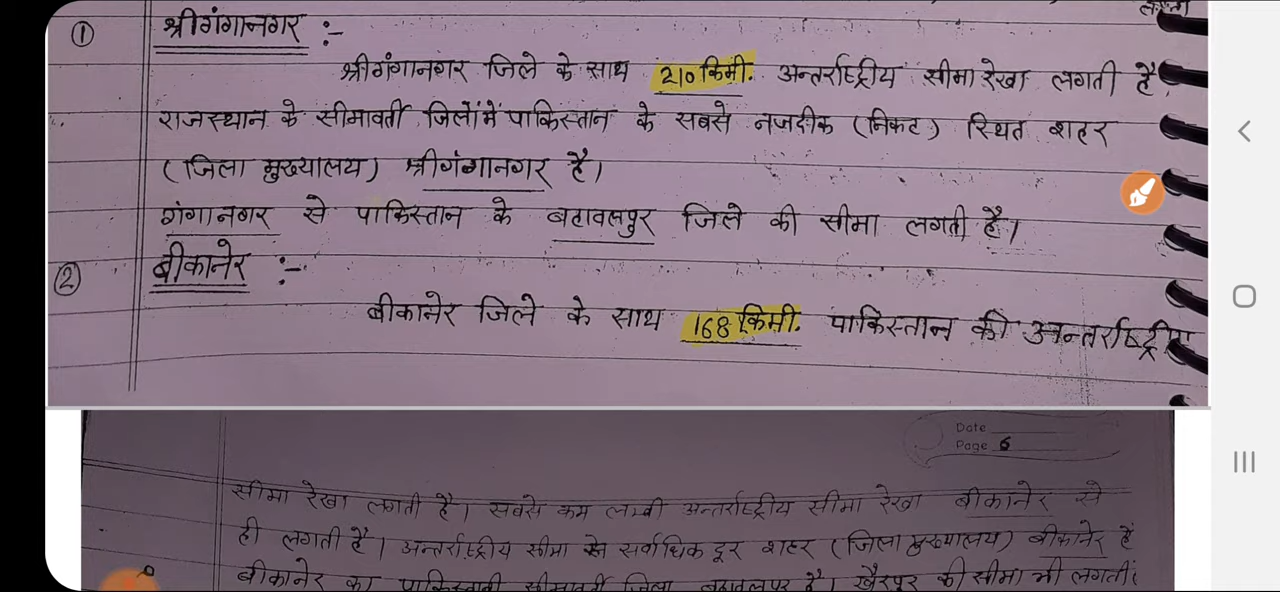 ① श्रीगंगानगर :-
श्रीगंगानगर जिले के साथ 210 किमी. अन्तर्राष्ट्रीय सीमा रेखा लगती है,
राजस्थान के सीमावर्ती जिलों में पाकिस्तान के सबसे नजदीक (निकट) स्थित शहर
(जिला मुख्यालय) श्रीगंगानगर है।
गंगानगर से पाकिस्तान के बहावलपुर जिले की सीमा लगती है।
② बीकानेर :-
बीकानेर जिले के साथ 168 किमी. पाकिस्तान की अन्तर्राष्ट्रीय
Date
Page 6
सीमा रेखा लगती है। सबसे कम लम्बी अन्तर्राष्ट्रीय सीमा रेखा बीकानेर से
ही लगती है। अन्तर्राष्ट्रीय सीमा से सर्वाधिक दूर शहर (जिला मुख्यालय) बीकानेर है
बीकानेर का पाकिस्तानी सीमावर्ती जिला बहावलपुर है। खैरपुर की सीमा भी लगती